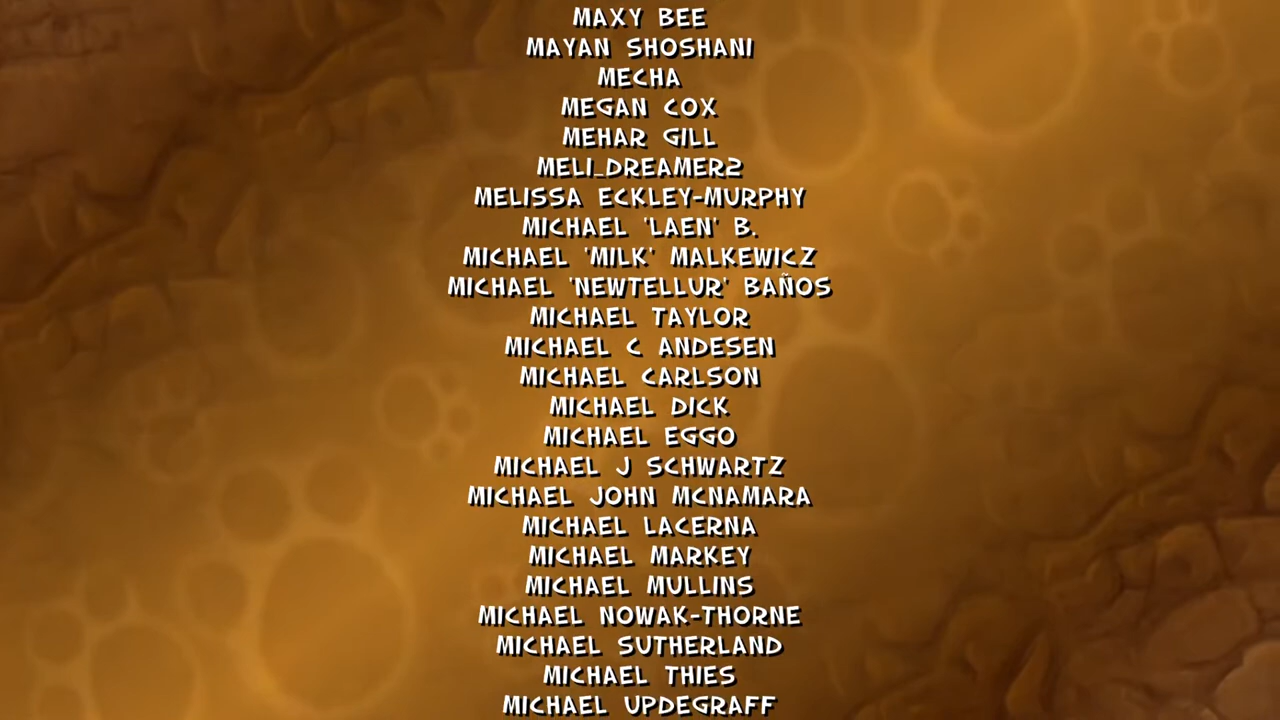 MAXY BEE
MAYAN SHOSHANI
MECHA
MEGAN COX
MEHAR GILL
MELI_DREAMER2
MELISSA ECKLEY-MURPHY
MICHAEL 'LAEN' B.
MICHAEL 'MILK' MALKEWICZ
MICHAEL 'NEWTELLUR' BAÑOS
MICHAEL TAYLOR
MICHAEL C ANDESEN
MICHAEL CARLSON
MICHAEL DICK
MICHAEL EGGO
MICHAEL J SCHWARTZ
MICHAEL JOHN MCNAMARA
MICHAEL LACERNA
MICHAEL MARKEY
MICHAEL MULLINS
MICHAEL NOWAK-THORNE
MICHAEL SUTHERLAND
MICHAEL THIES
MICHAEL UPDEGRAFF